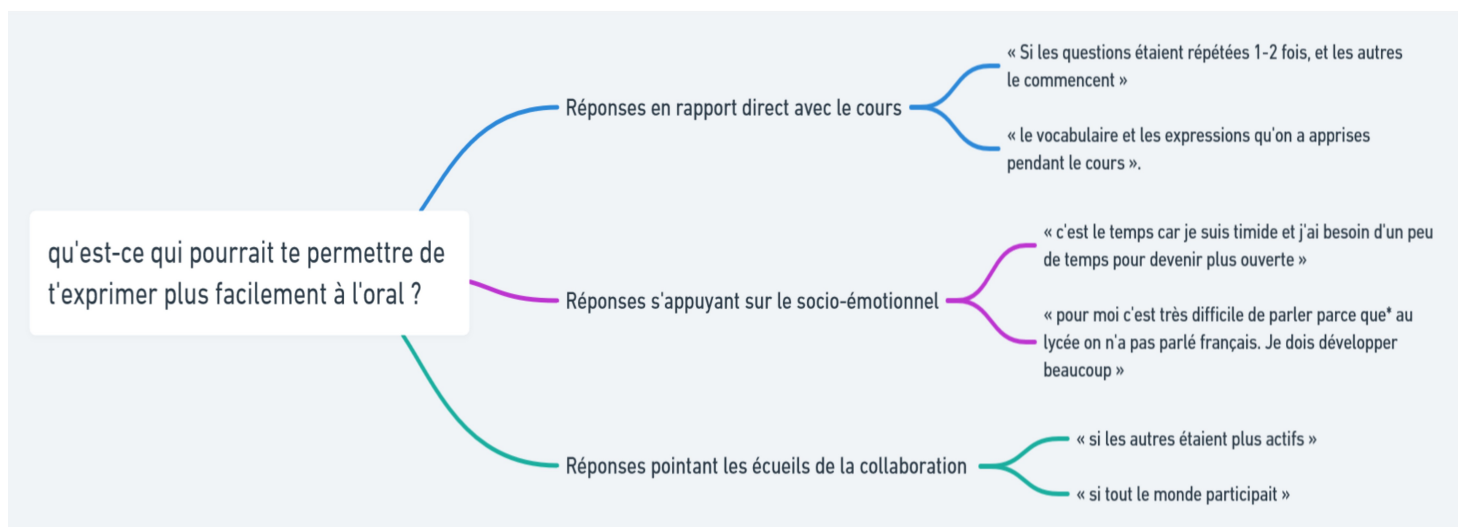 qu'est-ce qui pourrait te permettre de
t'exprimer plus facilement à l'oral ?
Réponses en rapport direct avec le cours
« Si les questions étaient répétées 1-2 fois, et les autres
le commencent »
« le vocabulaire et les expressions qu'on a apprises
pendant le cours ».
Réponses s'appuyant sur le socio-émotionnel
« c'est le temps car je suis timide et j'ai besoin d'un peu
de temps pour devenir plus ouverte »
« pour moi c'est très difficile de parler parce que* au
lycée on n'a pas parlé français. Je dois développer
beaucoup »
Réponses pointant les écueils de la collaboration
« si les autres étaient plus actifs »
« si tout le monde participait »